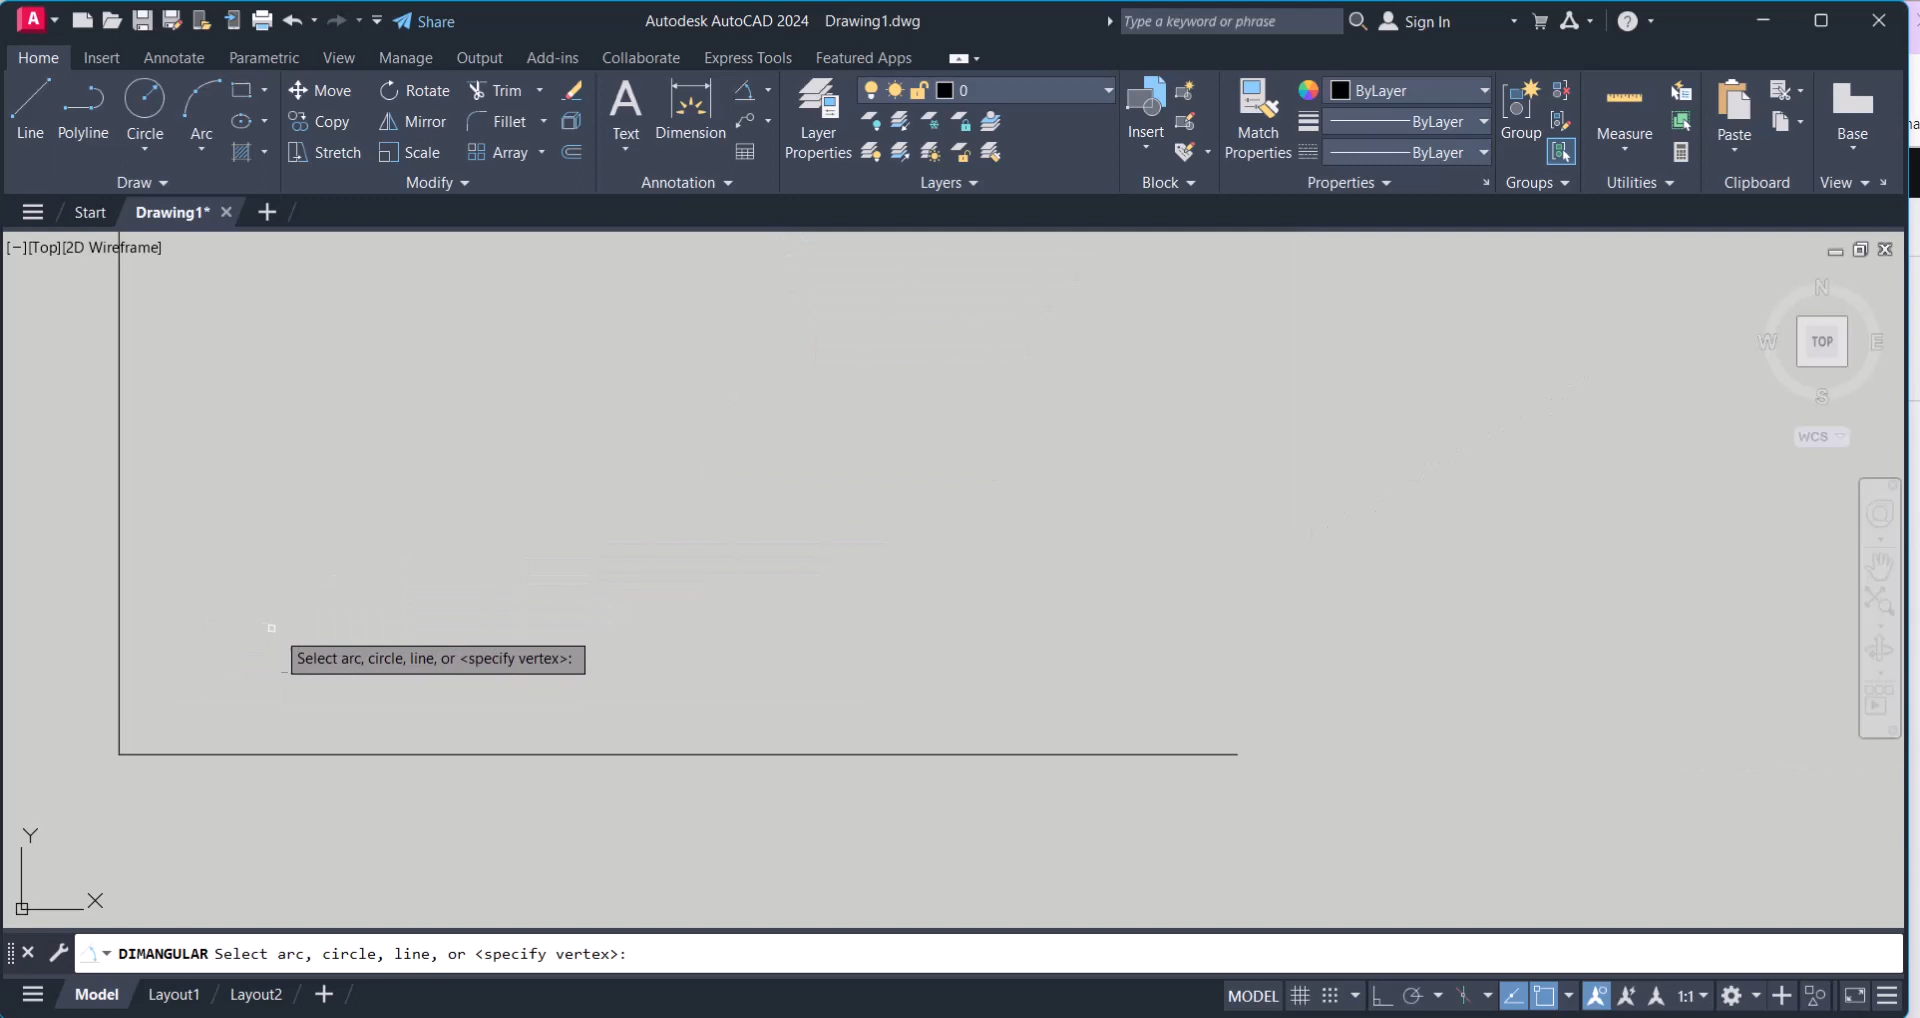 A Share Autodesk AutoCAD 2024 Drawing1.dwg Type a keyword or phrase Sign In ?
Home Insert Annotate Parametric View Manage Output Add-ins Collaborate Express Tools Featured Apps
Line Polyline Circle Arc Move Rotate Trim Copy Mirror Fillet Stretch Scale Array
A Text Dimension Layer Properties 0 Insert Match Properties ByLayer ByLayer ByLayer Group Measure Paste Base
Draw Modify Annotation Layers Block Properties Groups Utilities Clipboard View
Start Drawing1* 
[−][Top][2D Wireframe]
N
W TOP E
S
WCS
Select arc, circle, line, or <specify vertex>:
Y
X
DIMANGULAR Select arc, circle, line, or <specify vertex>:
Model Layout1 Layout2 MODEL 1:1